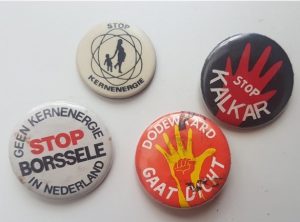 STOP
KERNENERGIE
STOP
KALKAR
GEEN KERNENERGIE
STOP
BORSSELE
IN NEDERLAND
DODEWAARD
GAAT DICHT